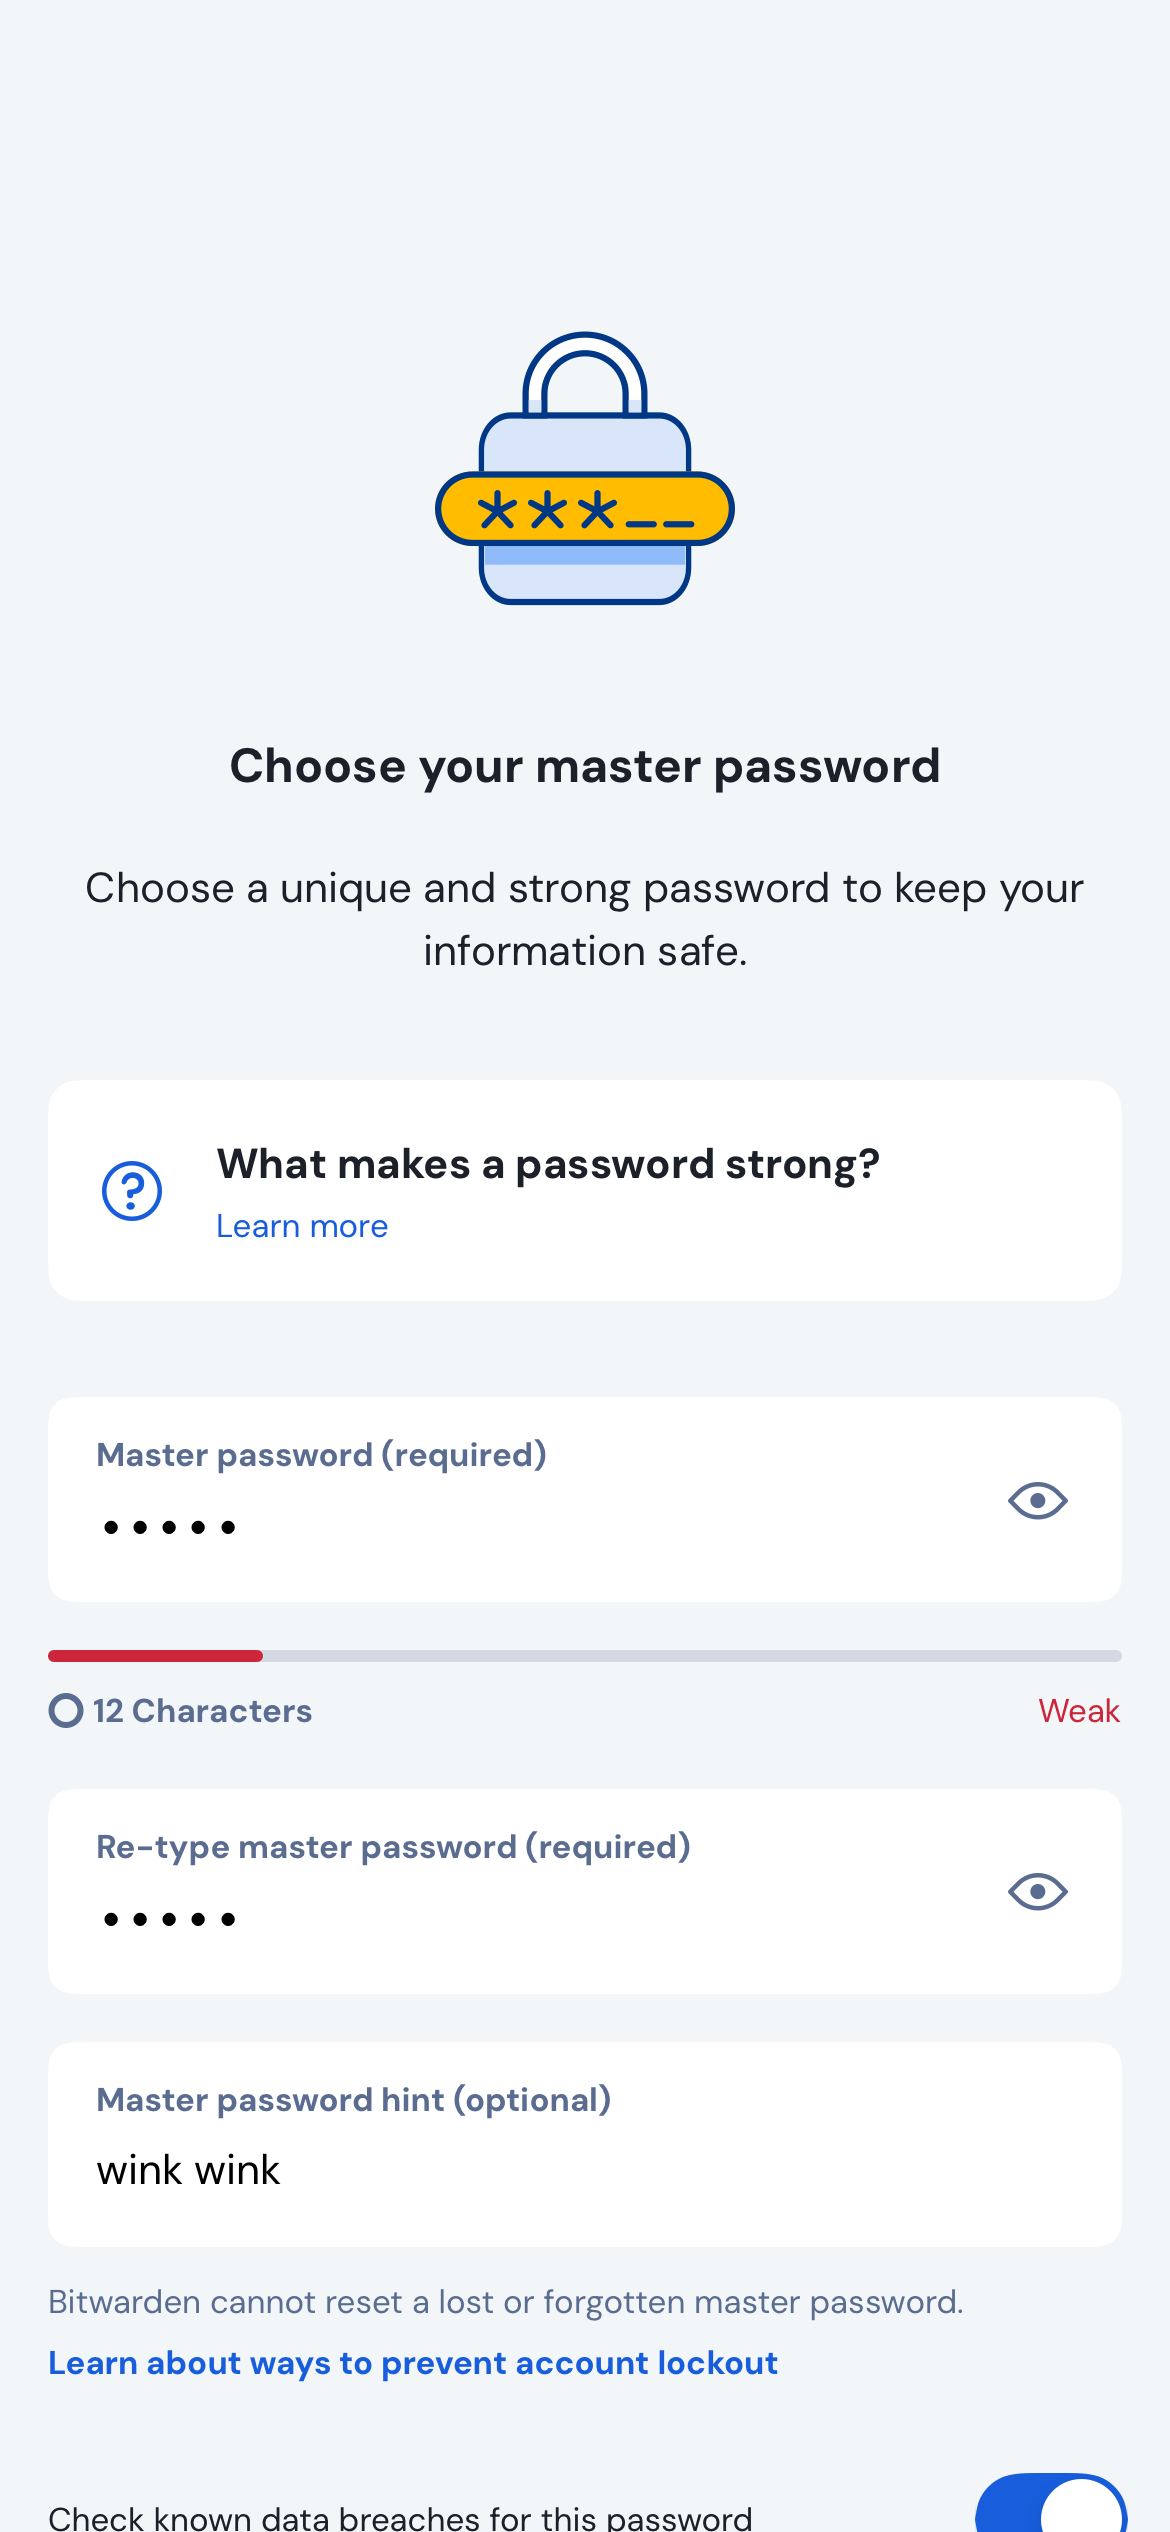 ***__
Choose your master password
Choose a unique and strong password to keep your
information safe.
What makes a password strong?
Learn more
Master password (required)
•••••
12 Characters
Weak
Re-type master password (required)
•••••
Master password hint (optional)
wink wink
Bitwarden cannot reset a lost or forgotten master password.
Learn about ways to prevent account lockout
Check known data breaches for this password